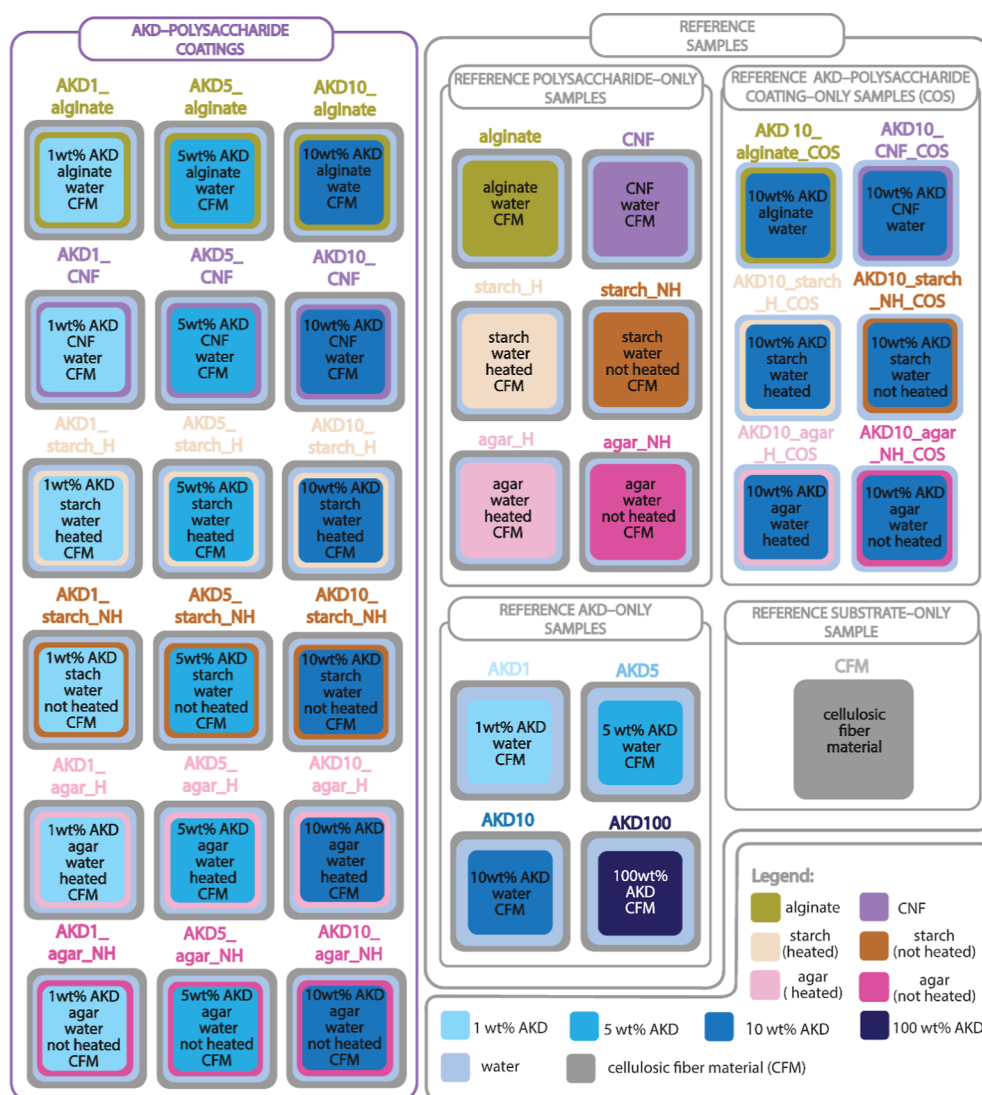 AKD–POLYSACCHARIDE
COATINGS
AKD1_
alginate
AKD5_
alginate
AKD10_
alginate
1wt% AKD
alginate
water
CFM
5wt% AKD
alginate
water
CFM
10wt% AKD
alginate
wate
CFM
AKD1_
CNF
AKD5_
CNF
AKD10_
CNF
1wt% AKD
CNF
water
CFM
5wt% AKD
CNF
water
CFM
10wt% AKD
CNF
water
CFM
AKD1_
starch_H
AKD5_
starch_H
AKD10_
starch_H
1wt% AKD
starch
water
heated
CFM
5wt% AKD
starch
water
heated
CFM
10wt% AKD
starch
water
heated
CFM
AKD1_
starch_NH
AKD5_
starch_NH
AKD10_
starch_NH
1wt% AKD
stach
water
not heated
CFM
5wt% AKD
starch
water
not heated
CFM
10wt% AKD
starch
water
not heated
CFM
AKD1_
agar_H
AKD5_
agar_H
AKD10_
agar_H
1wt% AKD
agar
water
heated
CFM
5wt% AKD
agar
water
heated
CFM
10wt% AKD
agar
water
heated
CFM
AKD1_
agar_NH
AKD5_
agar_NH
AKD10_
agar_NH
1wt% AKD
agar
water
not heated
CFM
5wt% AKD
agar
water
not heated
CFM
10wt% AKD
agar
water
not heated
CFM
REFERENCE
SAMPLES
REFERENCE POLYSACCHARIDE–ONLY
SAMPLES
alginate
CNF
alginate
water
CFM
CNF
water
CFM
starch_H
starch_NH
starch
water
heated
CFM
starch
water
not heated
CFM
agar_H
agar_NH
agar
water
heated
CFM
agar
water
not heated
CFM
REFERENCE AKD–POLYSACCHARIDE
COATING–ONLY SAMPLES (COS)
AKD 10_
alginate_COS
AKD10_
CNF_COS
10wt% AKD
alginate
water
10wt% AKD
CNF
water
AKD10_starch
_H_COS
AKD10_starch
_NH_COS
10wt% AKD
starch
water
heated
10wt% AKD
starch
water
not heated
AKD10_agar
_H_COS
AKD10_agar
_NH_COS
10wt% AKD
agar
water
heated
10wt% AKD
agar
water
not heated
REFERENCE AKD–ONLY
SAMPLES
AKD1
AKD5
1wt% AKD
water
CFM
5 wt% AKD
water
CFM
AKD10
AKD100
10wt% AKD
water
CFM
100wt%
AKD
CFM
REFERENCE SUBSTRATE–ONLY
SAMPLE
CFM
cellulosic
fiber
material
Legend:
alginate
CNF
starch
(heated)
starch
(not heated)
agar
( heated)
agar
(not heated)
1 wt% AKD
5 wt% AKD
10 wt% AKD
100 wt% AKD
water
cellulosic fiber material (CFM)